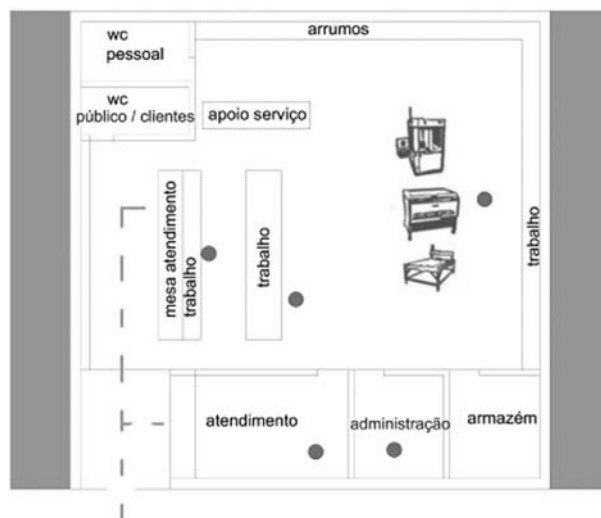 wc
pessoal
arrumos
wc
público / clientes
apoio serviço
mesa atendimento
trabalho
trabalho
trabalho
atendimento
administração
armazém